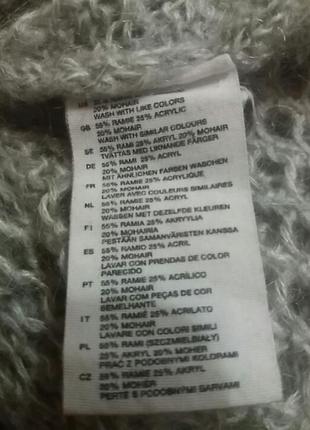 20% MOHAIR
WASH WITH LIKE COLORS
GB 55% RAMIE 25% ACRYLIC
20% MOHAIR
WASH WITH SIMILAR COLOURS
SE 55% RAMI 25% AKRYL 20% MOHAIR
TVÄTTAS MED LIKNANDE FÄRGER
DE 55% RAMIE 25% ACRYL
20% MOHAIR
MIT ÄHNLICHEN FARBEN WASCHEN
FR 55% RAMIE 25% ACRYLIQUE
20% MOHAIR
LAVER AVEC COULEURS SIMILAIRES
NL 55% RAMIE 25% ACRYL
20% MOHAIR
WASSEN MET DEZELFDE KLEUREN
FI 55% RAMIA 25% AKRYYLIA
20% MOHAIRIA
PESTÄÄN SAMANVÄRISTEN KANSSA
ES 55% RAMIO 25% ACRIL
20% MOHAIR
LAVAR CON PRENDAS DE COLOR
PARECIDO
PT 55% RAMIE 25% ACRÍLICO
20% MOHAIR
LAVAR COM PEÇAS DE COR
SEMELHANTE
IT 55% RAMIÉ 25% ACRILATO
20% MOHAIR
LAVARE CON COLORI SIMILI
PL 55% RAMI (SZCZMIELBIAŁY)
25% AKRYL 20% MOHER
PRAĆ Z PODOBNYMI KOLORAMI
CZ 55% RAMIE 25% AKRYL
20% MOHÉR
PERTE S PODOBNÝMI BARVAMI